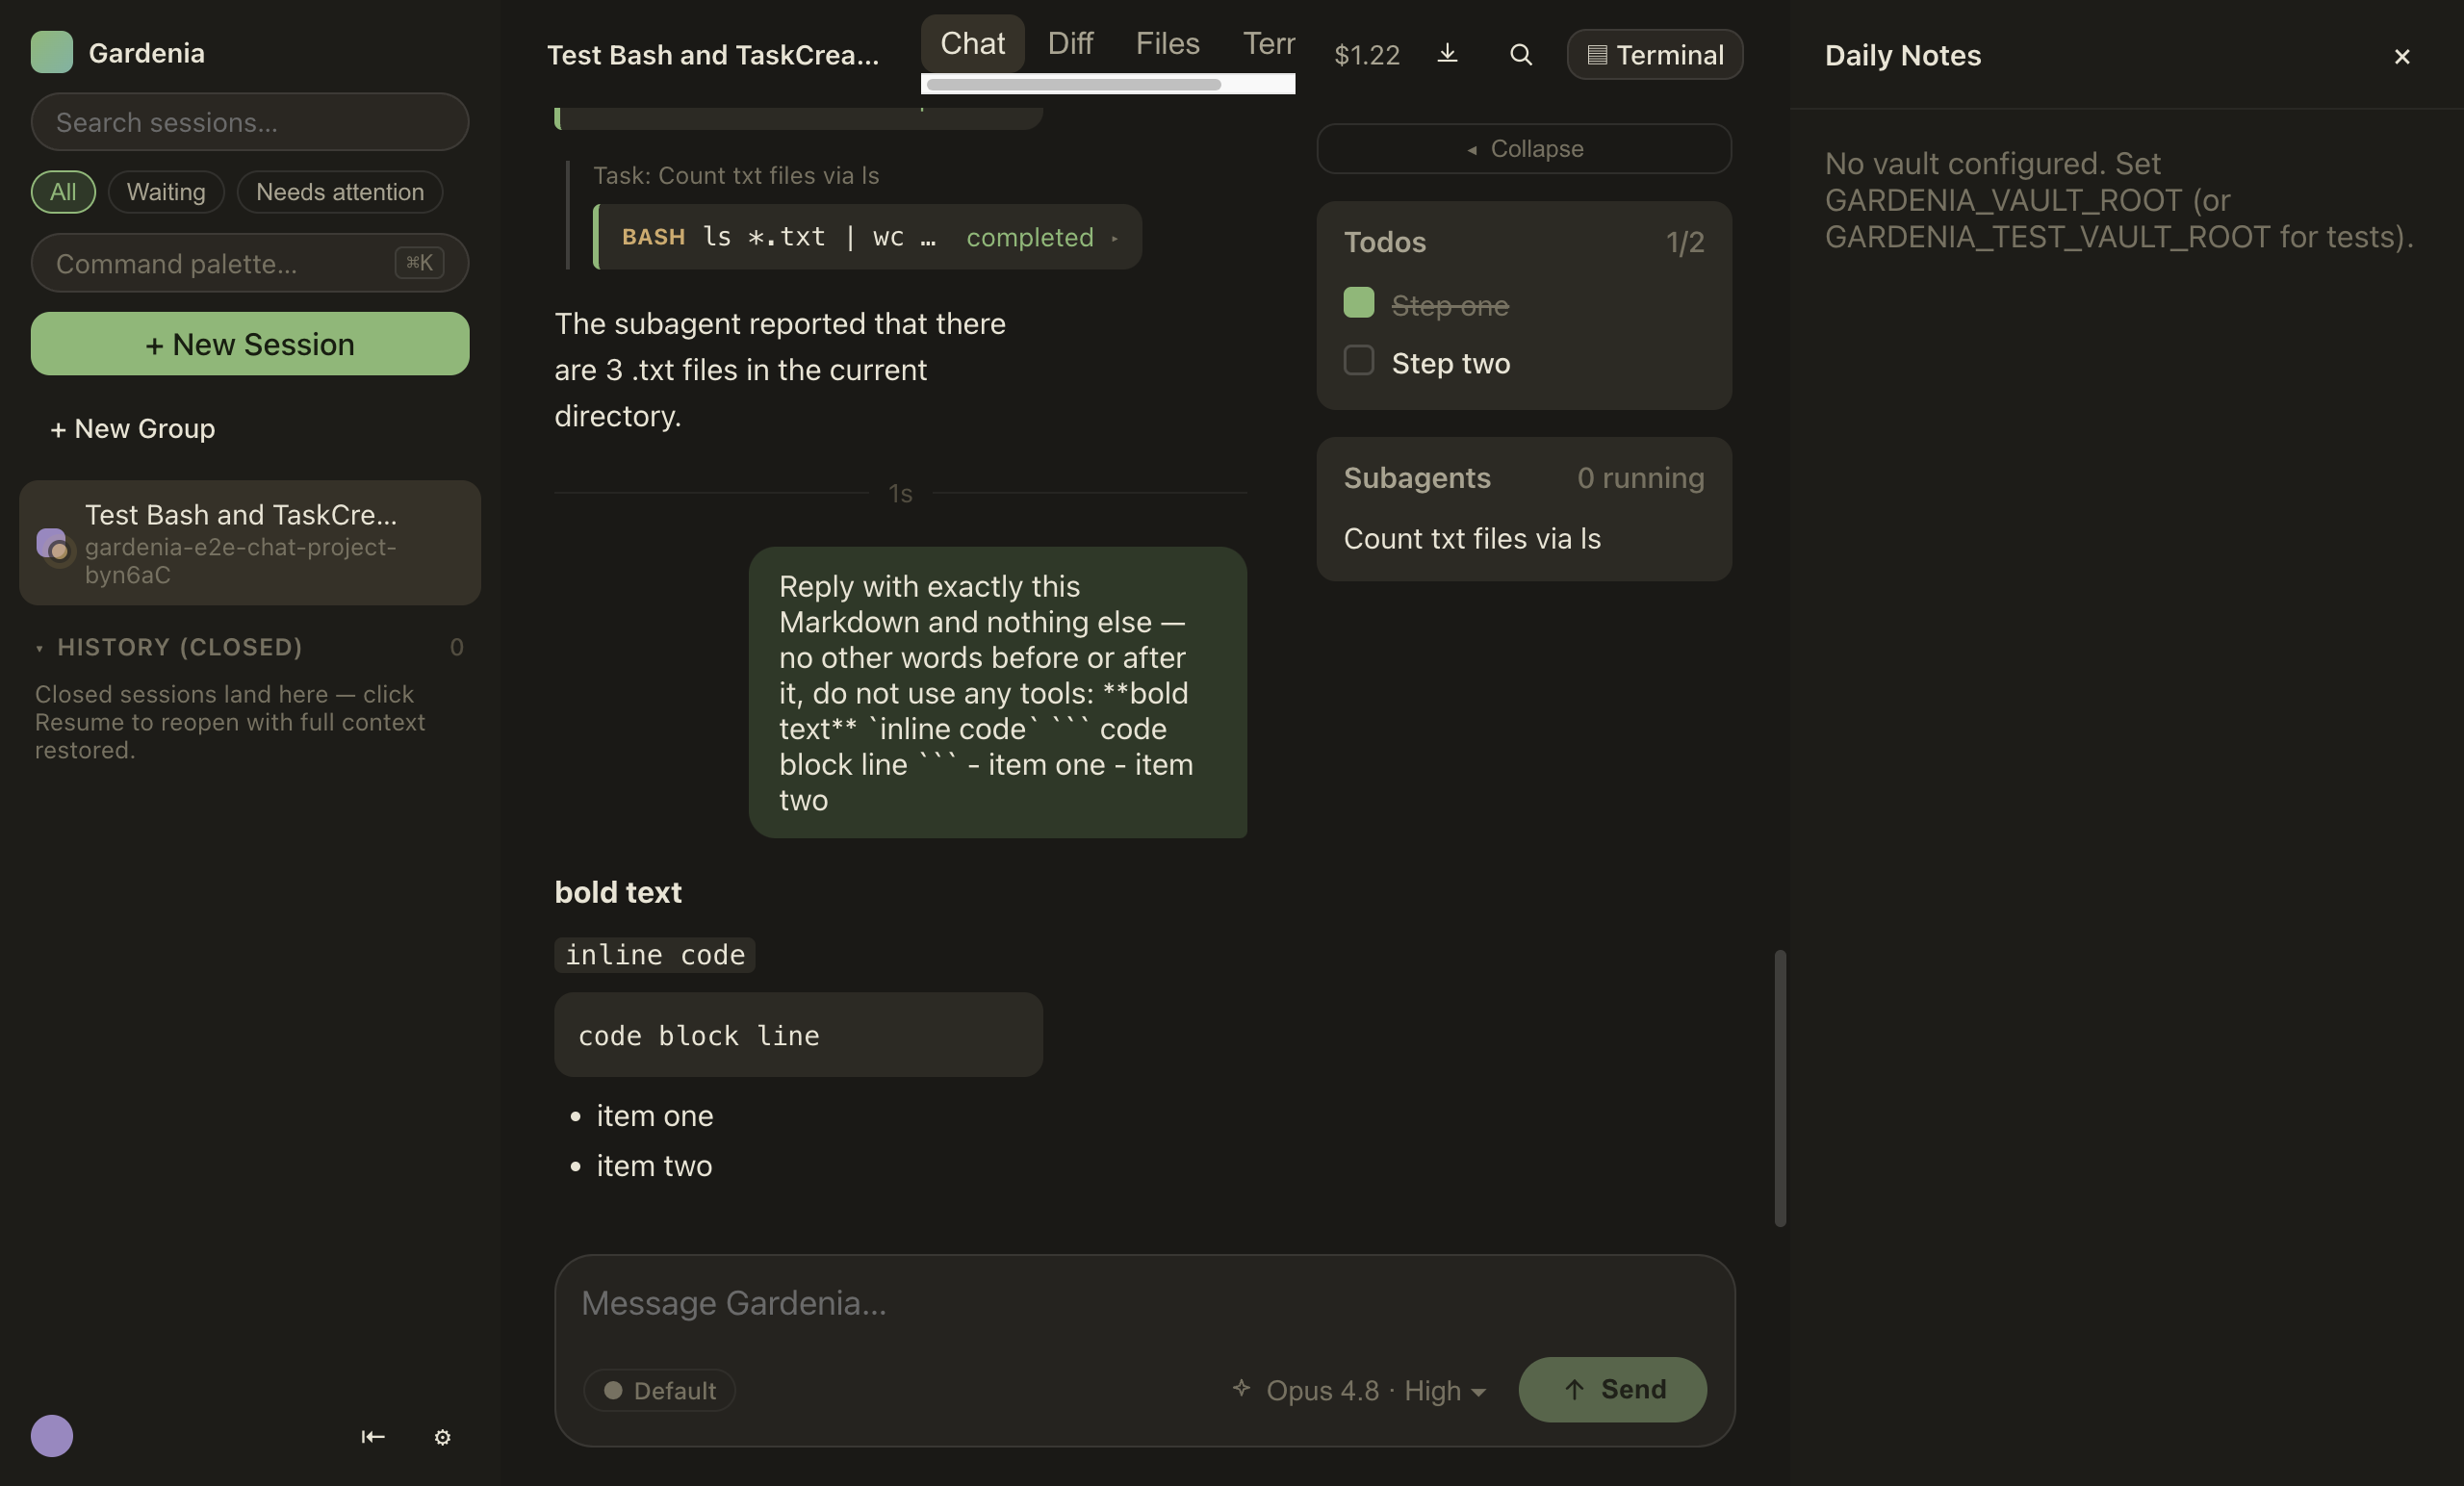 Gardenia
Search sessions...
All
Waiting
Needs attention
Command palette...
⌘K
+ New Session
+ New Group
Test Bash and TaskCre...
gardenia-e2e-chat-project-
byn6aC
HISTORY (CLOSED)
0
Closed sessions land here — click
Resume to reopen with full context
restored.
Test Bash and TaskCrea...
Chat
Diff
Files
Terr
$1.22
Terminal
Task: Count txt files via ls
BASH ls *.txt | wc … completed
The subagent reported that there
are 3 .txt files in the current
directory.
1s
Reply with exactly this
Markdown and nothing else —
no other words before or after
it, do not use any tools: **bold
text** `inline code` ``` code
block line ``` - item one - item
two
bold text
inline code
code block line
• item one
• item two
Collapse
Todos
1/2
Step one
Step two
Subagents
0 running
Count txt files via ls
Message Gardenia...
Default
Opus 4.8 · High
Send
Daily Notes
No vault configured. Set
GARDENIA_VAULT_ROOT (or
GARDENIA_TEST_VAULT_ROOT for tests).